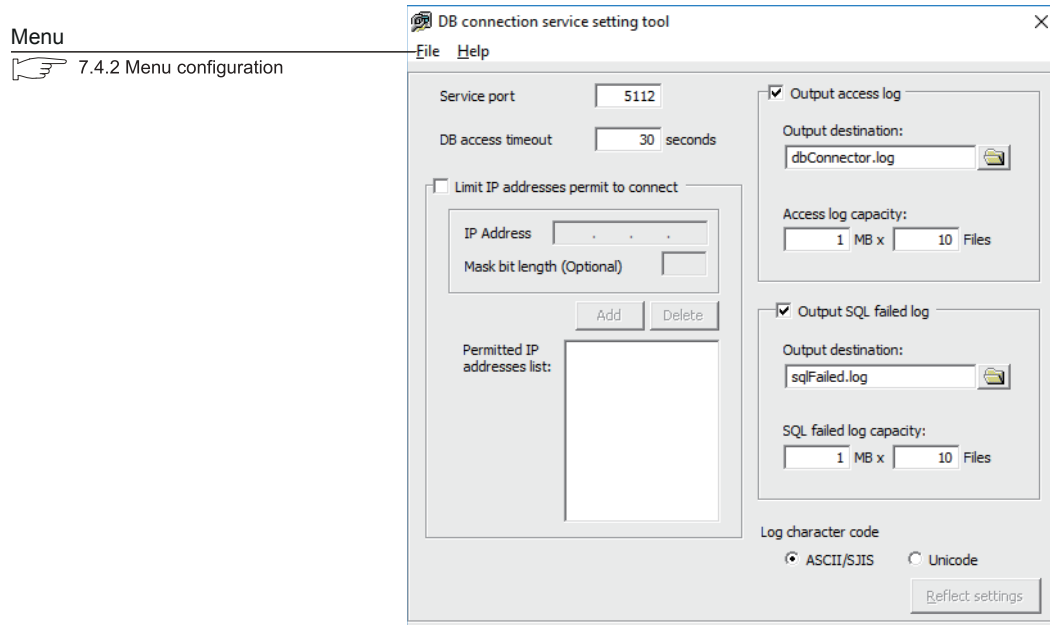 Menu
7.4.2 Menu configuration
DB connection service setting tool
File Help
Service port 5112
DB access timeout 30 seconds
Limit IP addresses permit to connect
IP Address . . .
Mask bit length (Optional)
Add Delete
Permitted IP
addresses list:
Output access log
Output destination:
dbConnector.log
Access log capacity:
1 MB x 10 Files
Output SQL failed log
Output destination:
sqlFailed.log
SQL failed log capacity:
1 MB x 10 Files
Log character code
ASCII/SJIS Unicode
Reflect settings